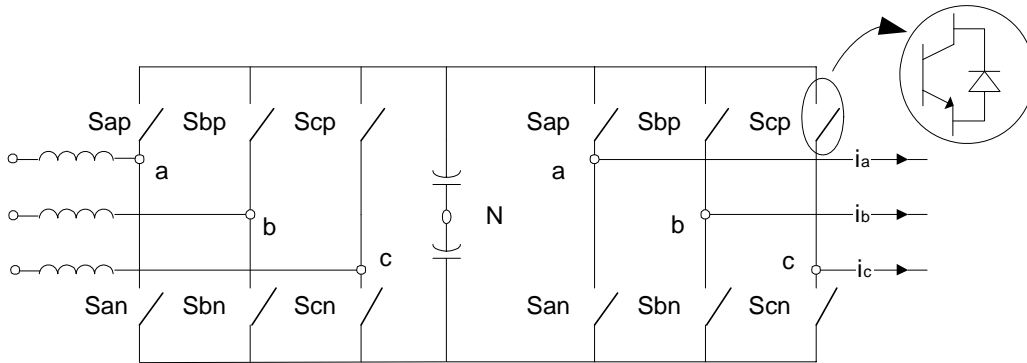 Sap Sbp Scp Sap Sbp Scp
a a ia
b N b ib
c c ic
San Sbn Scn San Sbn Scn